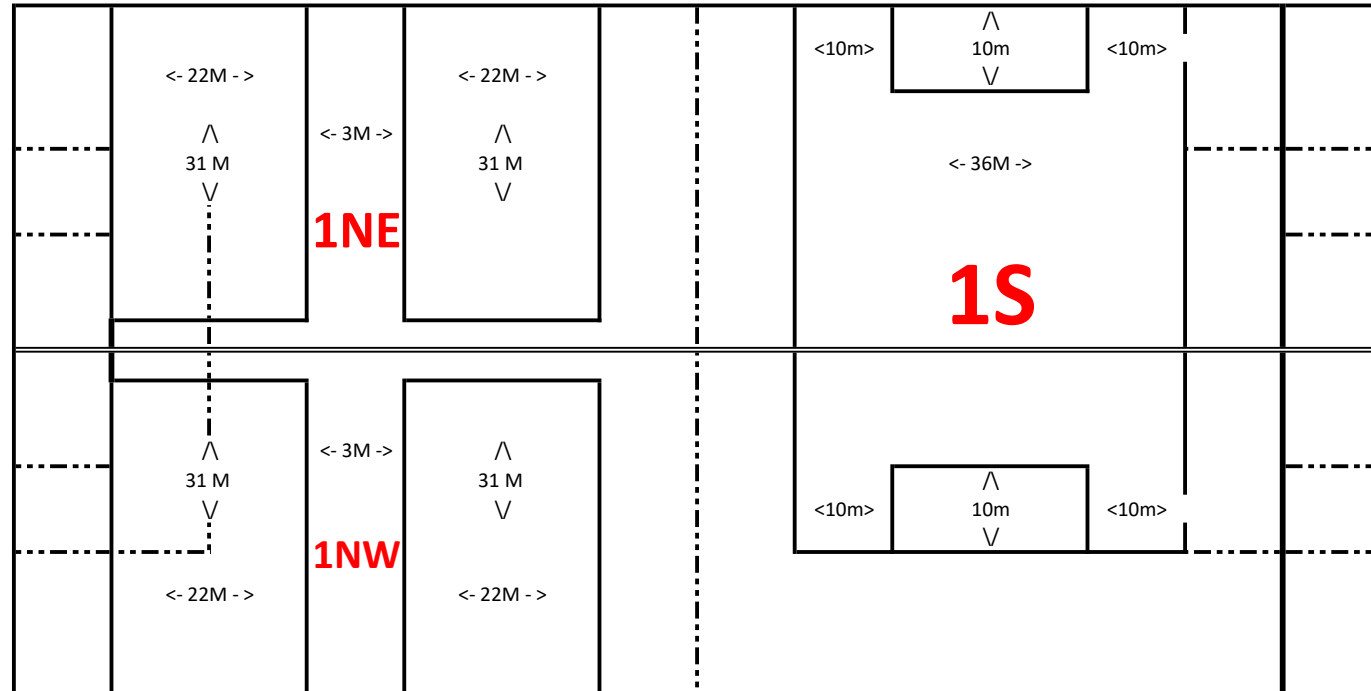 /\
<10m> 10m <10m>
\/
<- 22M - > <- 22M - >
/\ <- 3M -> /\
31 M 31 M <- 36M ->
\/ \/
1NE
1S
/\ <- 3M -> /\
31 M 31 M
\/ \/
/\
<10m> 10m <10m>
\/
1NW
<- 22M - > <- 22M - >